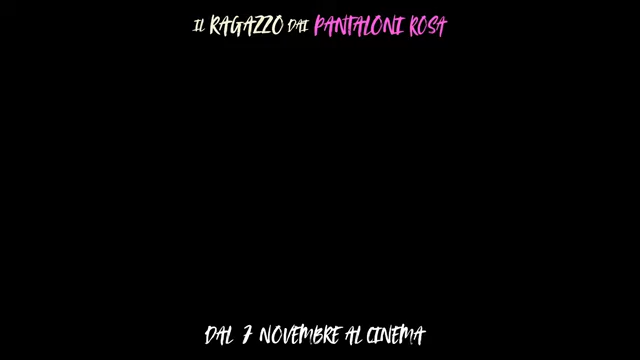 IL RAGAZZO DAI PANTALONI ROSA
DAL 7 NOVEMBRE AL CINEMA